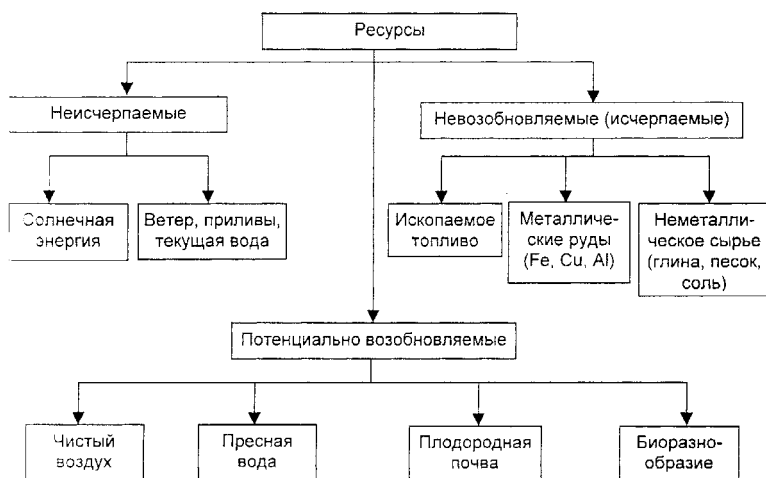 Ресурсы
Неисчерпаемые
Невозобновляемые (исчерпаемые)
Солнечная
энергия
Ветер, приливы,
текущая вода
Ископаемое
топливо
Металличе-
ские руды
(Fe, Cu, Al)
Неметалли-
ческое сырье
(глина, песок,
соль)
Потенциально возобновляемые
Чистый
воздух
Пресная
вода
Плодородная
почва
Биоразно-
образие